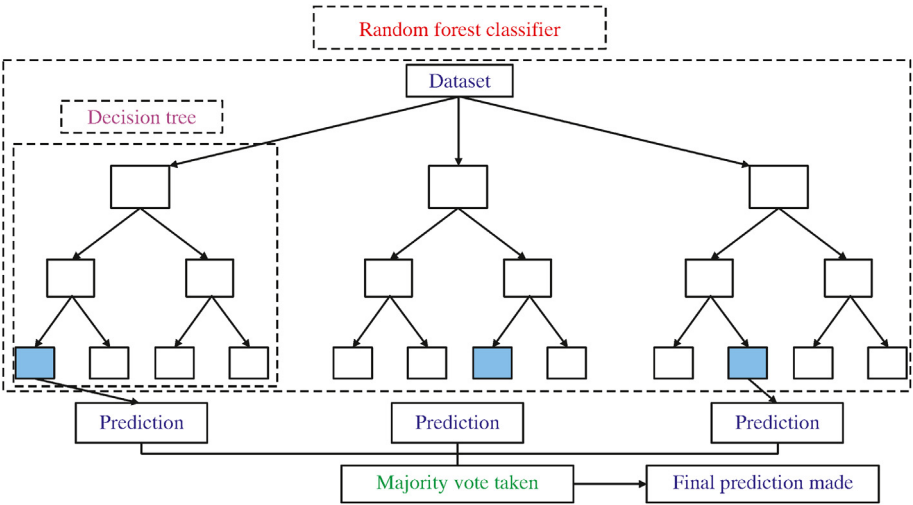 Random forest classifier
Dataset
Decision tree
Prediction
Prediction
Prediction
Majority vote taken
Final prediction made